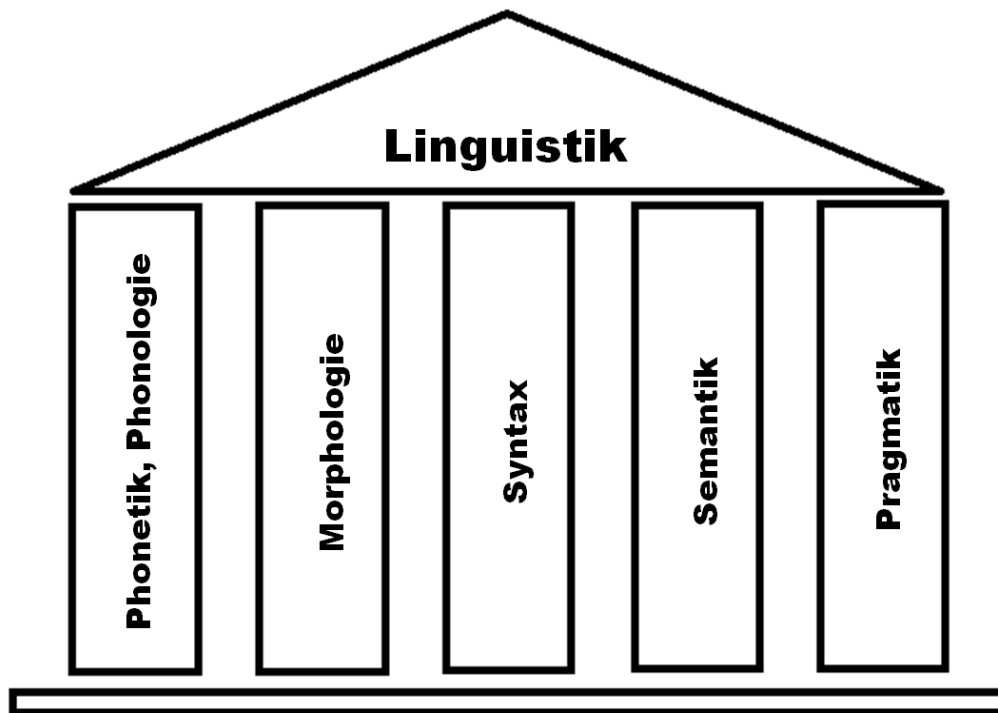 Linguistik
Phonetik, Phonologie
Morphologie
Syntax
Semantik
Pragmatik